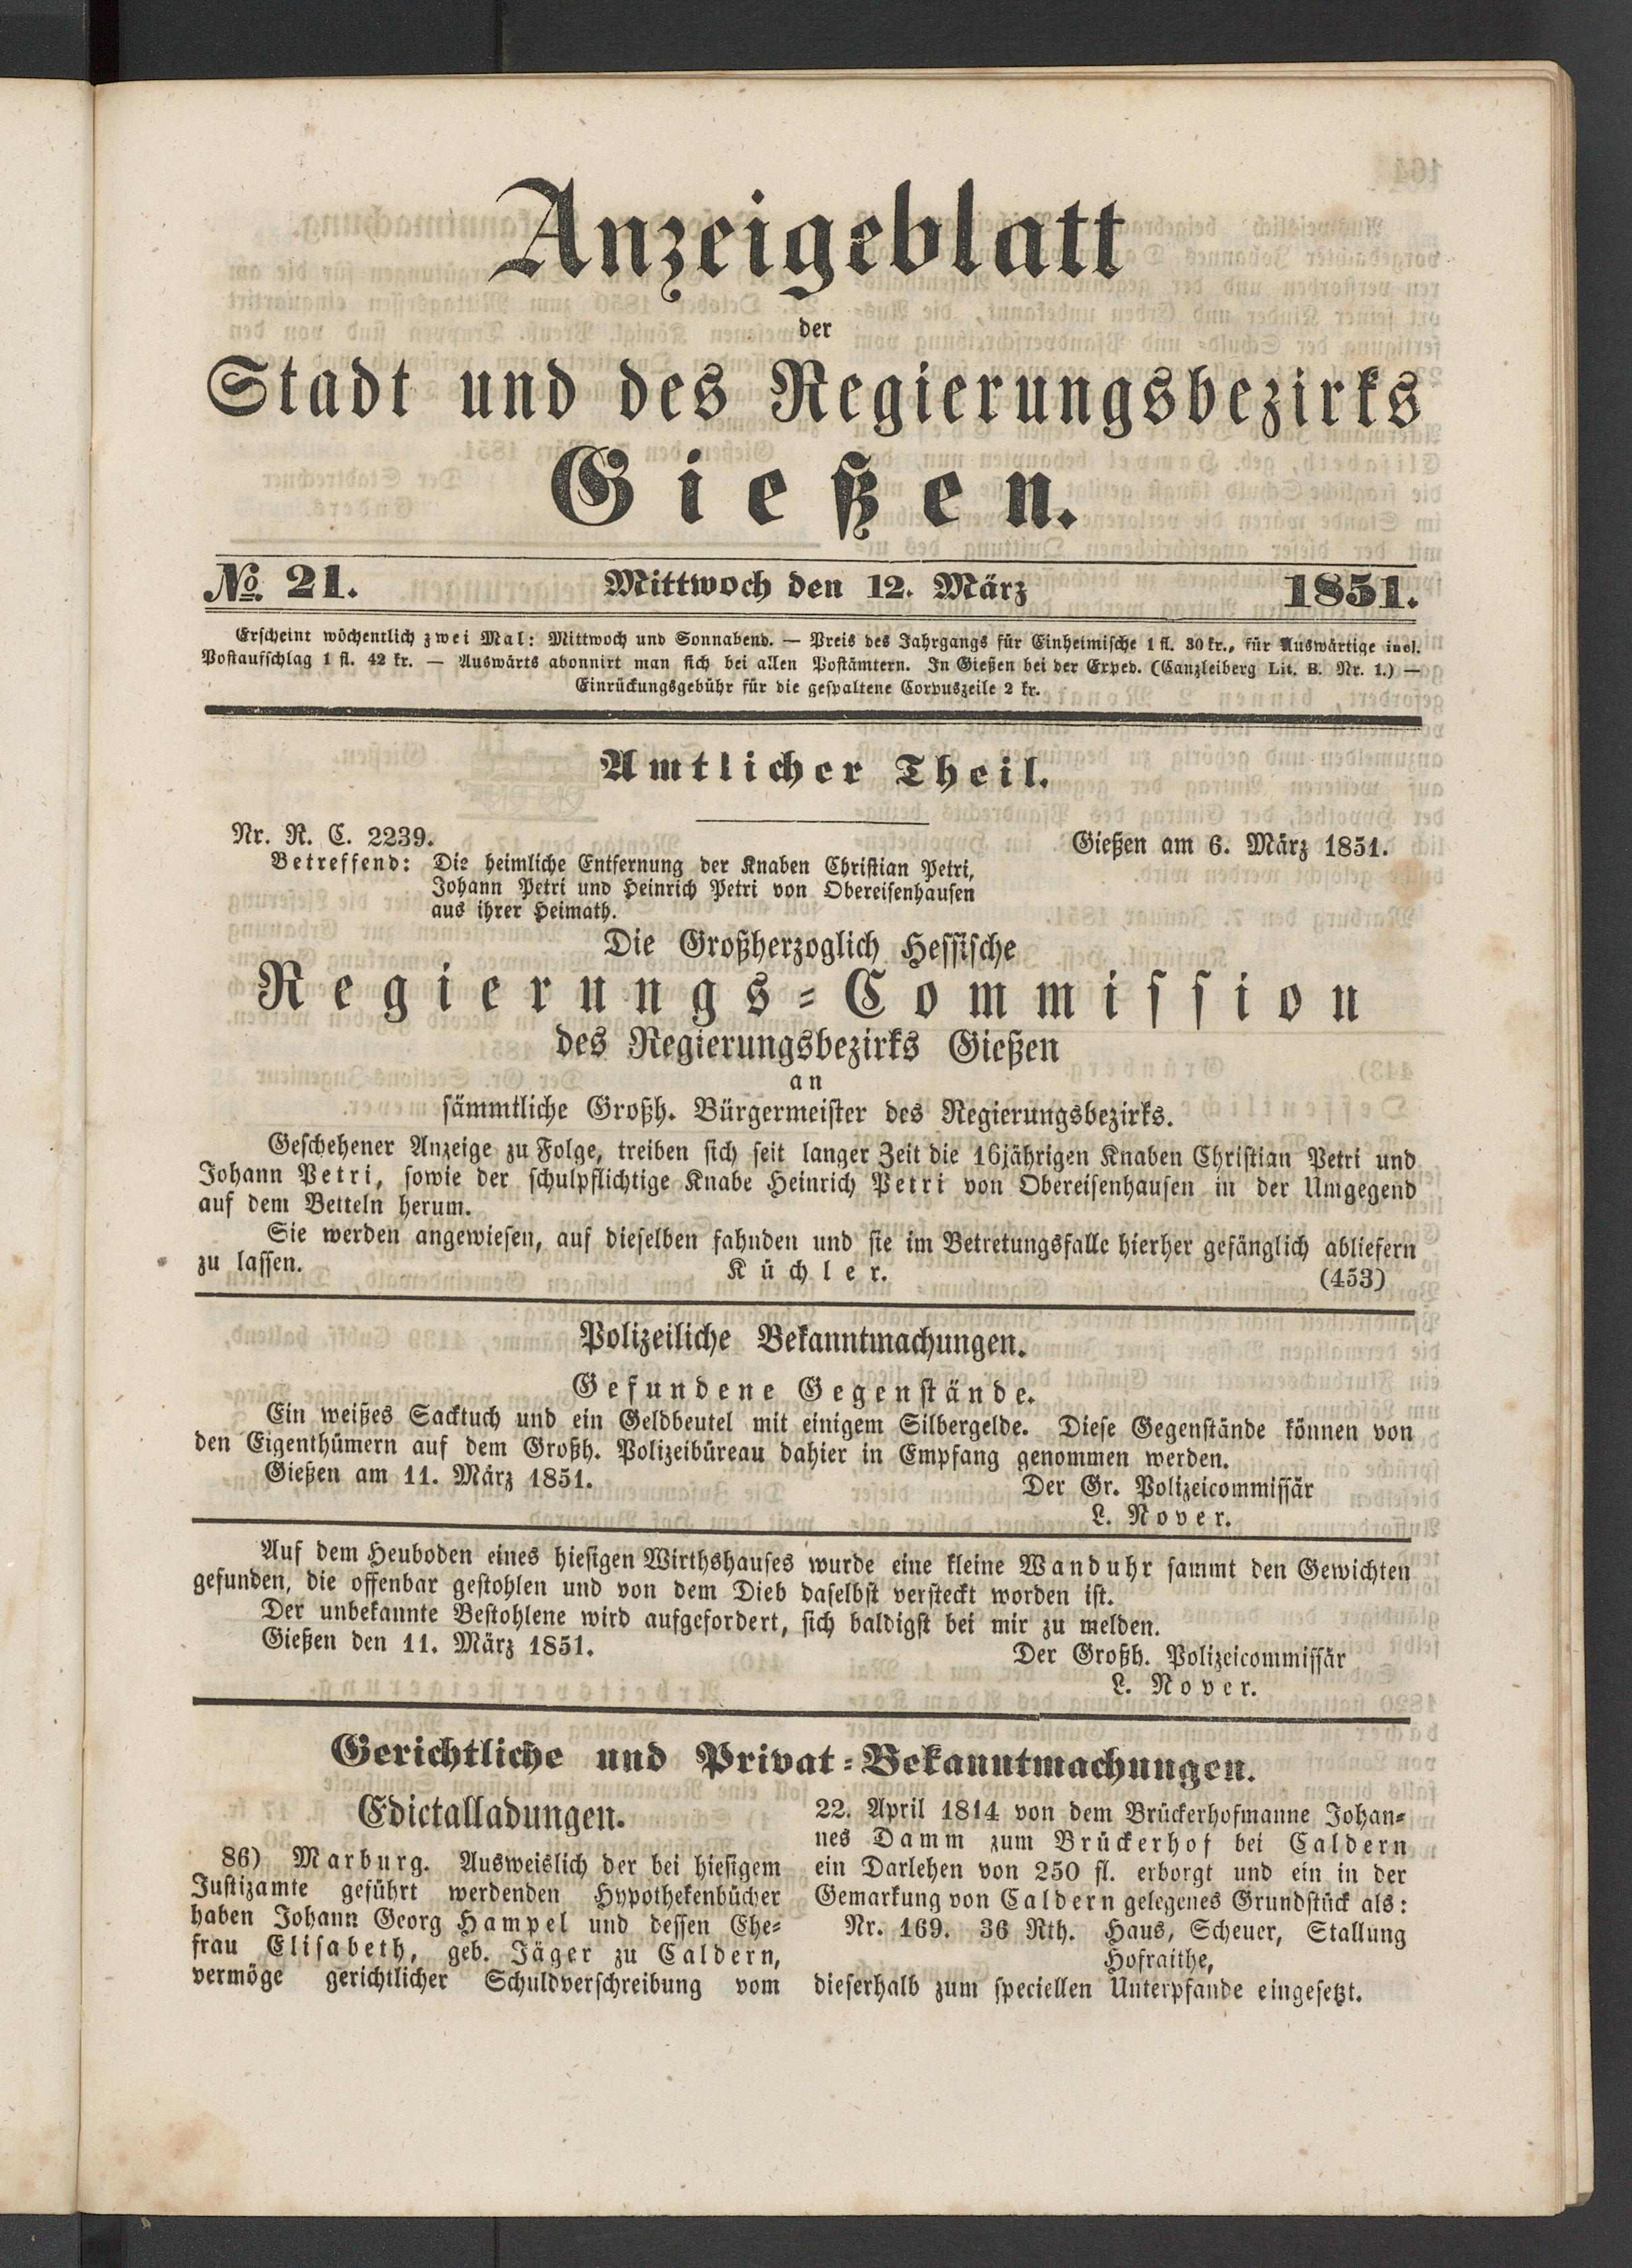 Anzeigeblatt
der
Stadt und des Regierungsbezirks
Gießen.
No. 21. Mittwoch den 12. März 1851.
Erscheint wöchentlich zwei Mal: Mittwoch und Sonnabend. — Preis des Jahrgangs für Einheimische 1 fl. 30 kr., für Auswärtige incl.
Postaufschlag 1 fl. 42 kr. — Auswärts abonnirt man sich bei allen Postämtern. In Gießen bei der Exped. (Canzleiberg Lit. B. Nr. 1.) —
Einrückungsgebühr für die gespaltene Corpuszeile 2 kr.
Amtlicher Theil.
Nr. R. C. 2239. Gießen am 6. März 1851.
Betreffend: Die heimliche Entfernung der Knaben Christian Petri,
Johann Petri und Heinrich Petri von Obereisenhausen
aus ihrer Heimath.
Die Großherzoglich Hessische
Regierungs-Commission
des Regierungsbezirks Gießen
an
sämmtliche Großh. Bürgermeister des Regierungsbezirks.
Geschehener Anzeige zu Folge, treiben sich seit langer Zeit die 16jährigen Knaben Christian Petri und
Johann Petri, sowie der schulpflichtige Knabe Heinrich Petri von Obereisenhausen in der Umgegend
auf dem Betteln herum.
Sie werden angewiesen, auf dieselben fahnden und sie im Betretungsfalle hierher gefänglich abliefern
zu lassen. Küchler. (453)
Polizeiliche Bekanntmachungen.
Gefundene Gegenstände.
Ein weißes Sacktuch und ein Geldbeutel mit einigem Silbergelde. Diese Gegenstände können von
den Eigenthümern auf dem Großh. Polizeibüreau dahier in Empfang genommen werden.
Gießen am 11. März 1851. Der Gr. Polizeicommissär
L. Nover.
Auf dem Heuboden eines hiesigen Wirthshauses wurde eine kleine Wanduhr sammt den Gewichten
gefunden, die offenbar gestohlen und von dem Dieb daselbst versteckt worden ist.
Der unbekannte Bestohlene wird aufgefordert, sich baldigst bei mir zu melden.
Gießen den 11. März 1851. Der Großh. Polizeicommissär
L. Nover.
Gerichtliche und Privat-Bekanntmachungen.
Edictalladungen.
86) Marburg. Ausweislich der bei hiesigem
Justizamte geführt werdenden Hypothekenbücher
haben Johann Georg Hampel und dessen Ehe-
frau Elisabeth, geb. Jäger zu Caldern,
vermöge gerichtlicher Schuldverschreibung vom
22. April 1814 von dem Brückerhofmanne Johan-
nes Damm zum Brückerhof bei Caldern
ein Darlehen von 250 fl. erborgt und ein in der
Gemarkung von Caldern gelegenes Grundstück als:
Nr. 169. 36 Rth. Haus, Scheuer, Stallung
Hofraithe,
dieserhalb zum speciellen Unterpfande eingesetzt.